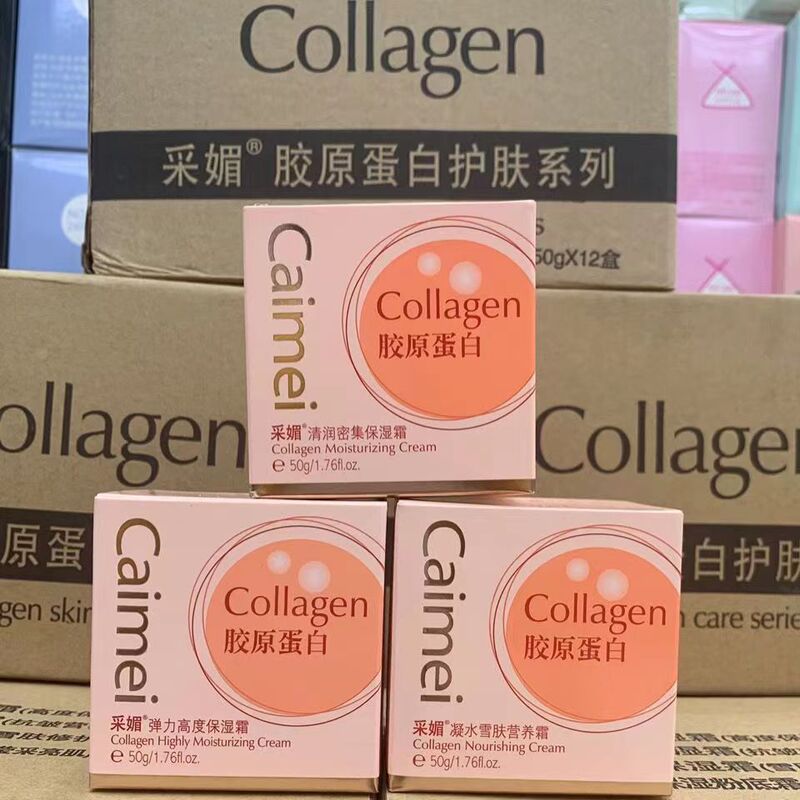 Collagen
采媚® 胶原蛋白护肤系列
50gX12盒
Caimei
Collagen
胶原蛋白
采媚®清润密集保湿霜
Collagen Moisturizing Cream
e 50g/1.76fl.oz.
ollagen
Collagen
原蛋
白护肤
gen skin
care series
Caimei
Collagen
胶原蛋白
采媚®弹力高度保湿霜
Collagen Highly Moisturizing Cream
e 50g/1.76fl.oz.
Caimei
Collagen
胶原蛋白
采媚®凝水雪肤营养霜
Collagen Nourishing Cream
e 50g/1.76fl.oz.